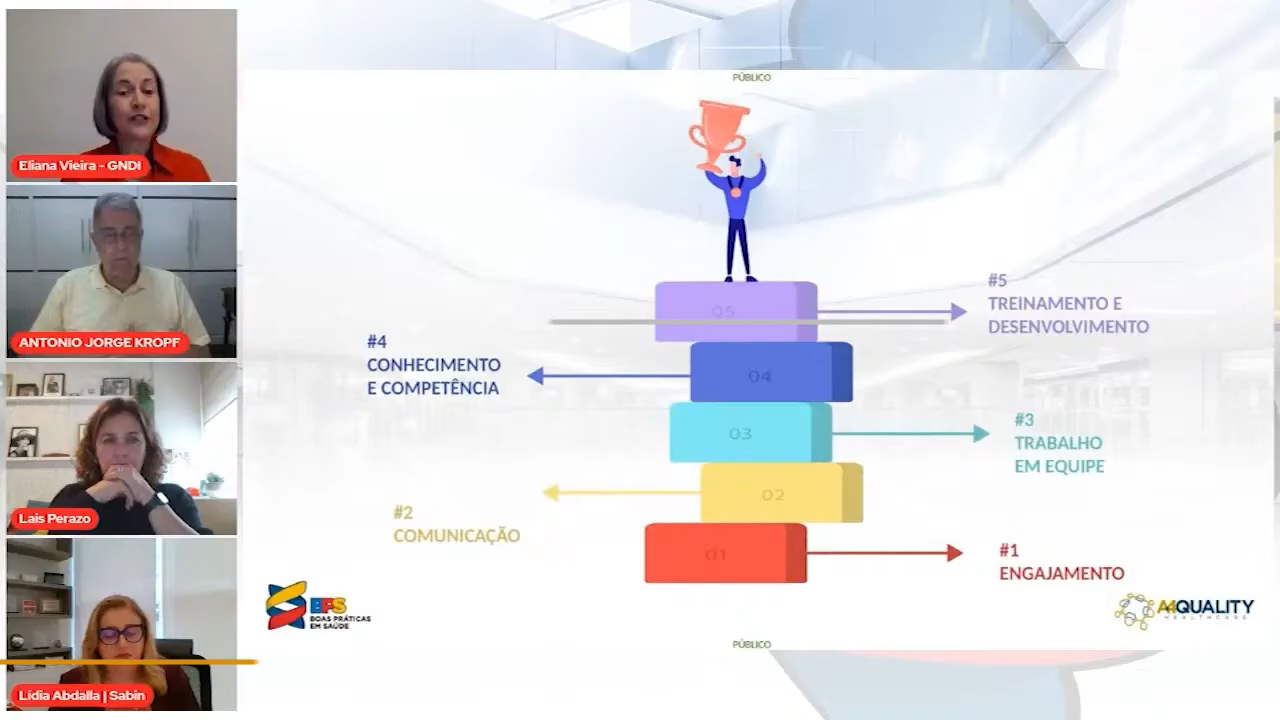 Eliana Vieira - GNDI
ANTONIO JORGE KROPF
Lais Perazo
Lídia Abdalla | Sabin
PÚBLICO
#5
TREINAMENTO E
DESENVOLVIMENTO
05
#4
CONHECIMENTO
E COMPETÊNCIA
04
#3
TRABALHO
EM EQUIPE
03
#2
COMUNICAÇÃO
02
#1
ENGAJAMENTO
01
BPS
BOAS PRÁTICAS
EM SAÚDE
A4QUALITY
HEALTHCARE
PÚBLICO